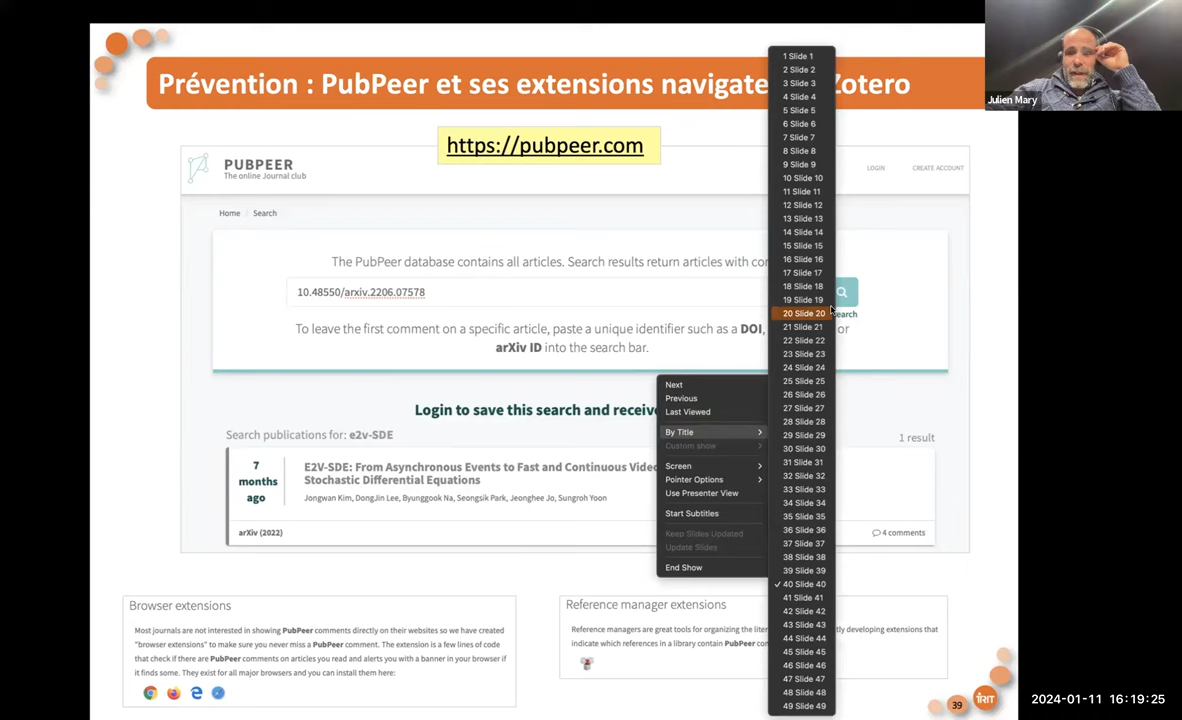 Prévention : PubPeer et ses extensions navigate
Zotero
Julien Mary
https://pubpeer.com
PUBPEER
The online Journal club
LOGIN
CREATE ACCOUNT
Home
Search
The PubPeer database contains all articles. Search results return articles with
10.48550/arxiv.2206.07578
To leave the first comment on a specific article, paste a unique identifier such as a DOI,
or
arXiv ID into the search bar.
Login to save this search and
Search publications for: e2v-SDE
1 result
7
months
ago
E2V-SDE: From Asynchronous Events to Fast and Continuous
Stochastic Differential Equations
Jongwan Kim, DongJin Lee, Byunggook Na, Seongsik Park, Jeonghee Jo, Sungroh Yoon
arXiv (2022)
4 comments
Next
Previous
Last Viewed
By Title
Custom show
Screen
Pointer Options
Use Presenter View
Start Subtitles
Keep Slides Updated
Update Slides
End Show
1 Slide 1
2 Slide 2
3 Slide 3
4 Slide 4
5 Slide 5
6 Slide 6
7 Slide 7
8 Slide 8
9 Slide 9
10 Slide 10
11 Slide 11
12 Slide 12
13 Slide 13
14 Slide 14
15 Slide 15
16 Slide 16
17 Slide 17
18 Slide 18
19 Slide 19
20 Slide 20
21 Slide 21
22 Slide 22
23 Slide 23
24 Slide 24
25 Slide 25
26 Slide 26
27 Slide 27
28 Slide 28
29 Slide 29
30 Slide 30
31 Slide 31
32 Slide 32
33 Slide 33
34 Slide 34
35 Slide 35
36 Slide 36
37 Slide 37
38 Slide 38
39 Slide 39
✓ 40 Slide 40
41 Slide 41
42 Slide 42
43 Slide 43
44 Slide 44
45 Slide 45
46 Slide 46
47 Slide 47
48 Slide 48
49 Slide 49
Browser extensions
Most journals are not interested in showing PubPeer comments directly on their websites so we have created
"browser extensions" to make sure you never miss a PubPeer comment. The extension is a few lines of code
that check if there are PubPeer comments on articles you read and alerts you with a banner in your browser if
it finds some. They exist for all major browsers and you can install them here:
Reference manager extensions
Reference managers are great tools for organizing the
developing extensions that
indicate which references in a library contain PubPeer
39
iRiT
2024-01-11 16:19:25